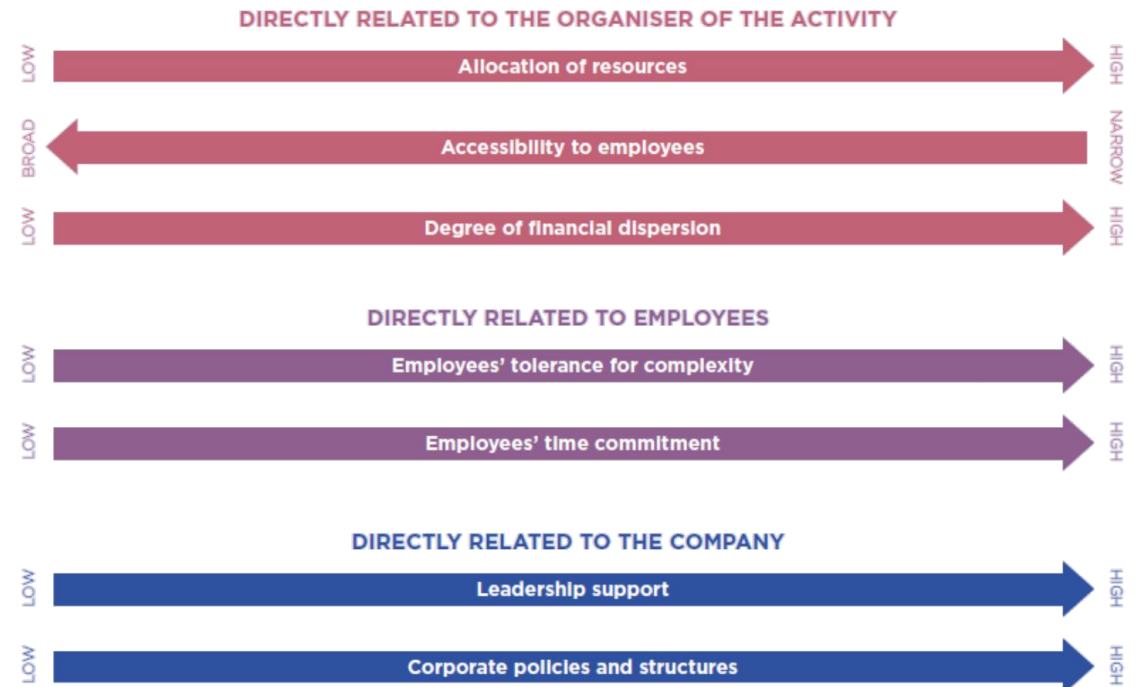 DIRECTLY RELATED TO THE ORGANISER OF THE ACTIVITY
LOW
Allocation of resources
HIGH
BROAD
Accessibility to employees
NARROW
LOW
Degree of financial dispersion
HIGH
DIRECTLY RELATED TO EMPLOYEES
LOW
Employees’ tolerance for complexity
HIGH
LOW
Employees’ time commitment
HIGH
DIRECTLY RELATED TO THE COMPANY
LOW
Leadership support
HIGH
LOW
Corporate policies and structures
HIGH